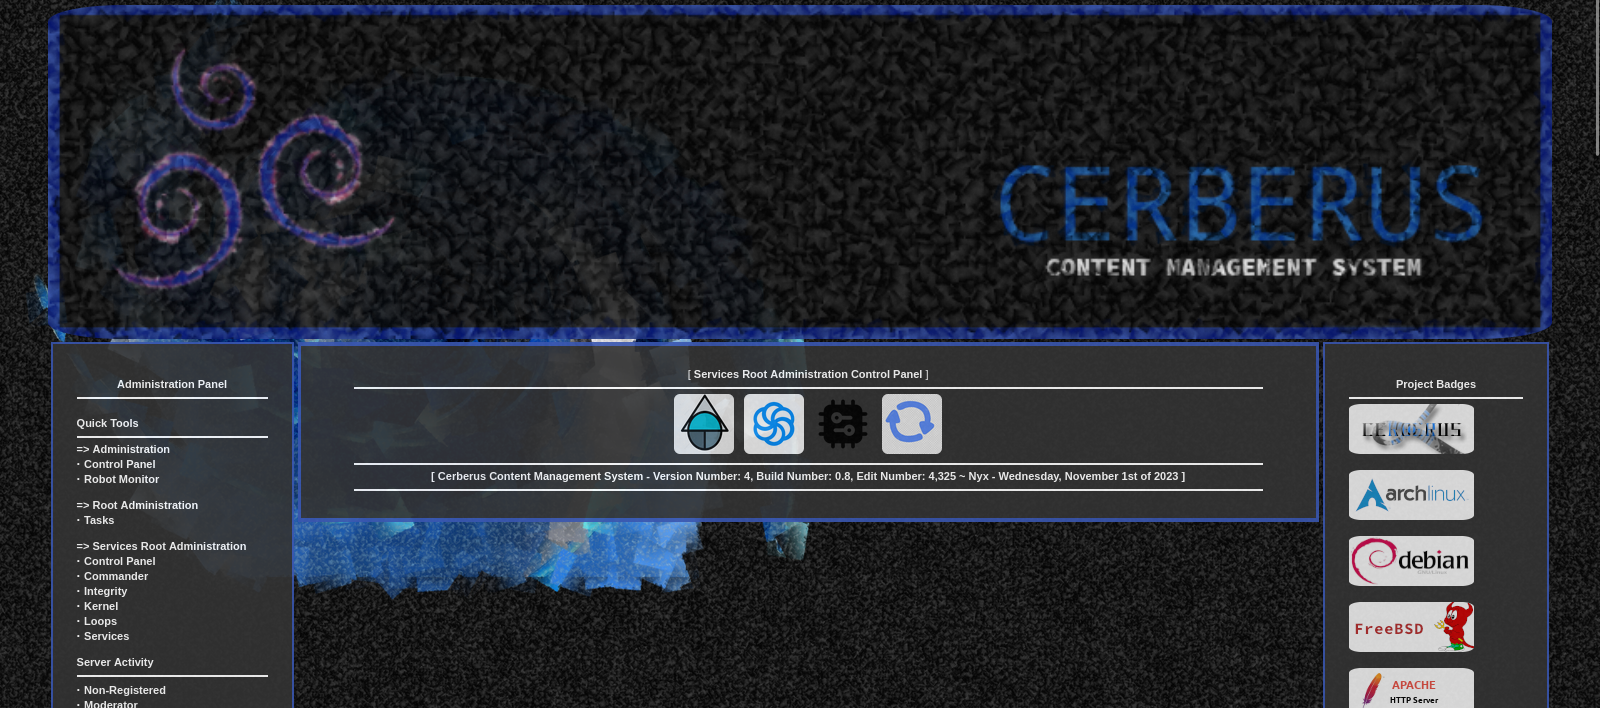 CERBERUS
CONTENT MANAGEMENT SYSTEM
Administration Panel
Quick Tools
=> Administration
· Control Panel
· Robot Monitor
=> Root Administration
· Tasks
=> Services Root Administration
· Control Panel
· Commander
· Integrity
· Kernel
· Loops
· Services
Server Activity
· Non-Registered
· Moderator
[ Services Root Administration Control Panel ]
[ Cerberus Content Management System - Version Number: 4, Build Number: 0.8, Edit Number: 4,325 ~ Nyx - Wednesday, November 1st of 2023 ]
Project Badges
CERBERUS
archlinux
debian
FreeBSD
APACHE
HTTP Server